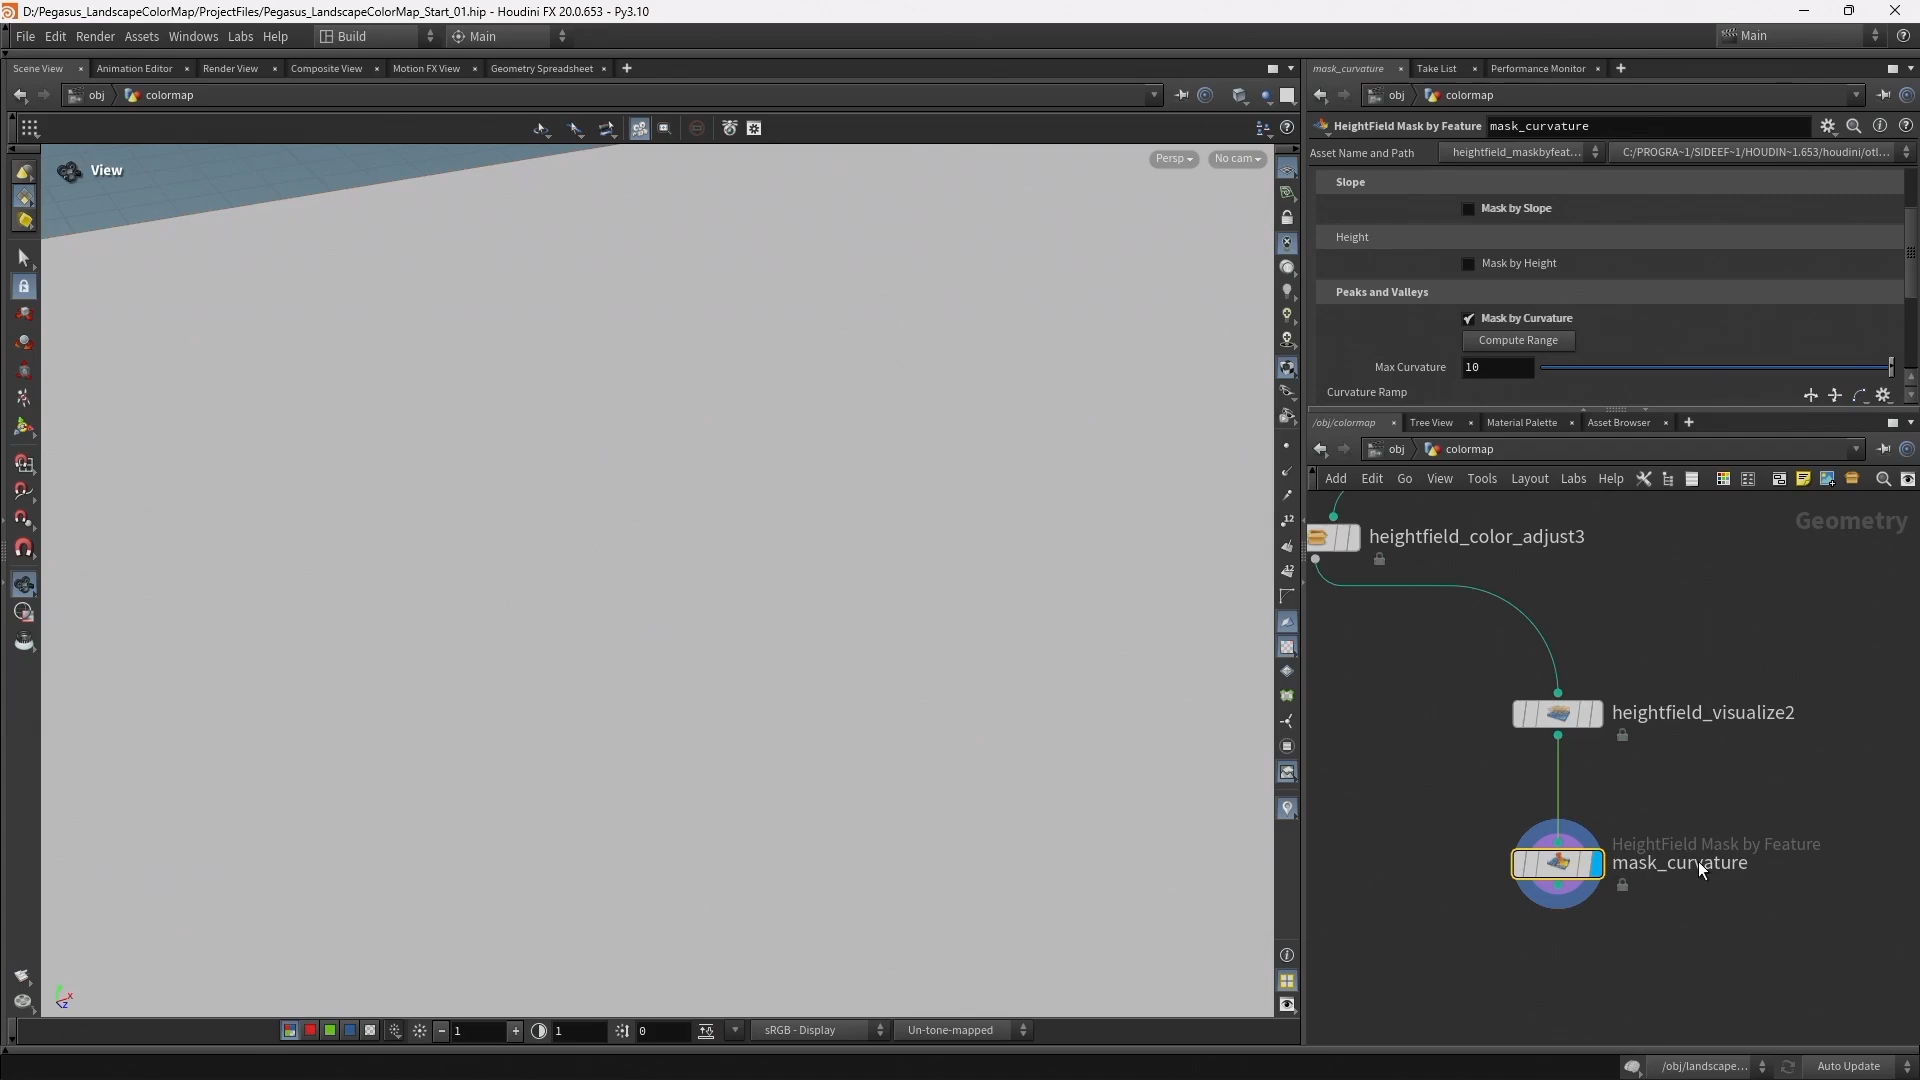 D:/Pegasus_LandscapeColorMap/ProjectFiles/Pegasus_LandscapeColorMap_Start_01.hip - Houdini FX 20.0.653 - Py3.10
File Edit Render Assets Windows Labs Help Build Main Main
Scene View Animation Editor Render View Composite View Motion FX View Geometry Spreadsheet
obj colormap
View
Persp No cam
mask_curvature Take List Performance Monitor
obj colormap
HeightField Mask by Feature mask_curvature
Asset Name and Path heightfield_maskbyfeat... C:/PROGRA~1/SIDEEF~1/HOUDIN~1.653/houdini/otl...
Slope
Mask by Slope
Height
Mask by Height
Peaks and Valleys
Mask by Curvature
Compute Range
Max Curvature 10
Curvature Ramp
/obj/colormap Tree View Material Palette Asset Browser
obj colormap
Add Edit Go View Tools Layout Labs Help
Geometry
heightfield_color_adjust3
heightfield_visualize2
HeightField Mask by Feature
mask_curvature
12
12
x
z
1 1 0 sRGB - Display Un-tone-mapped
/obj/landscape... Auto Update